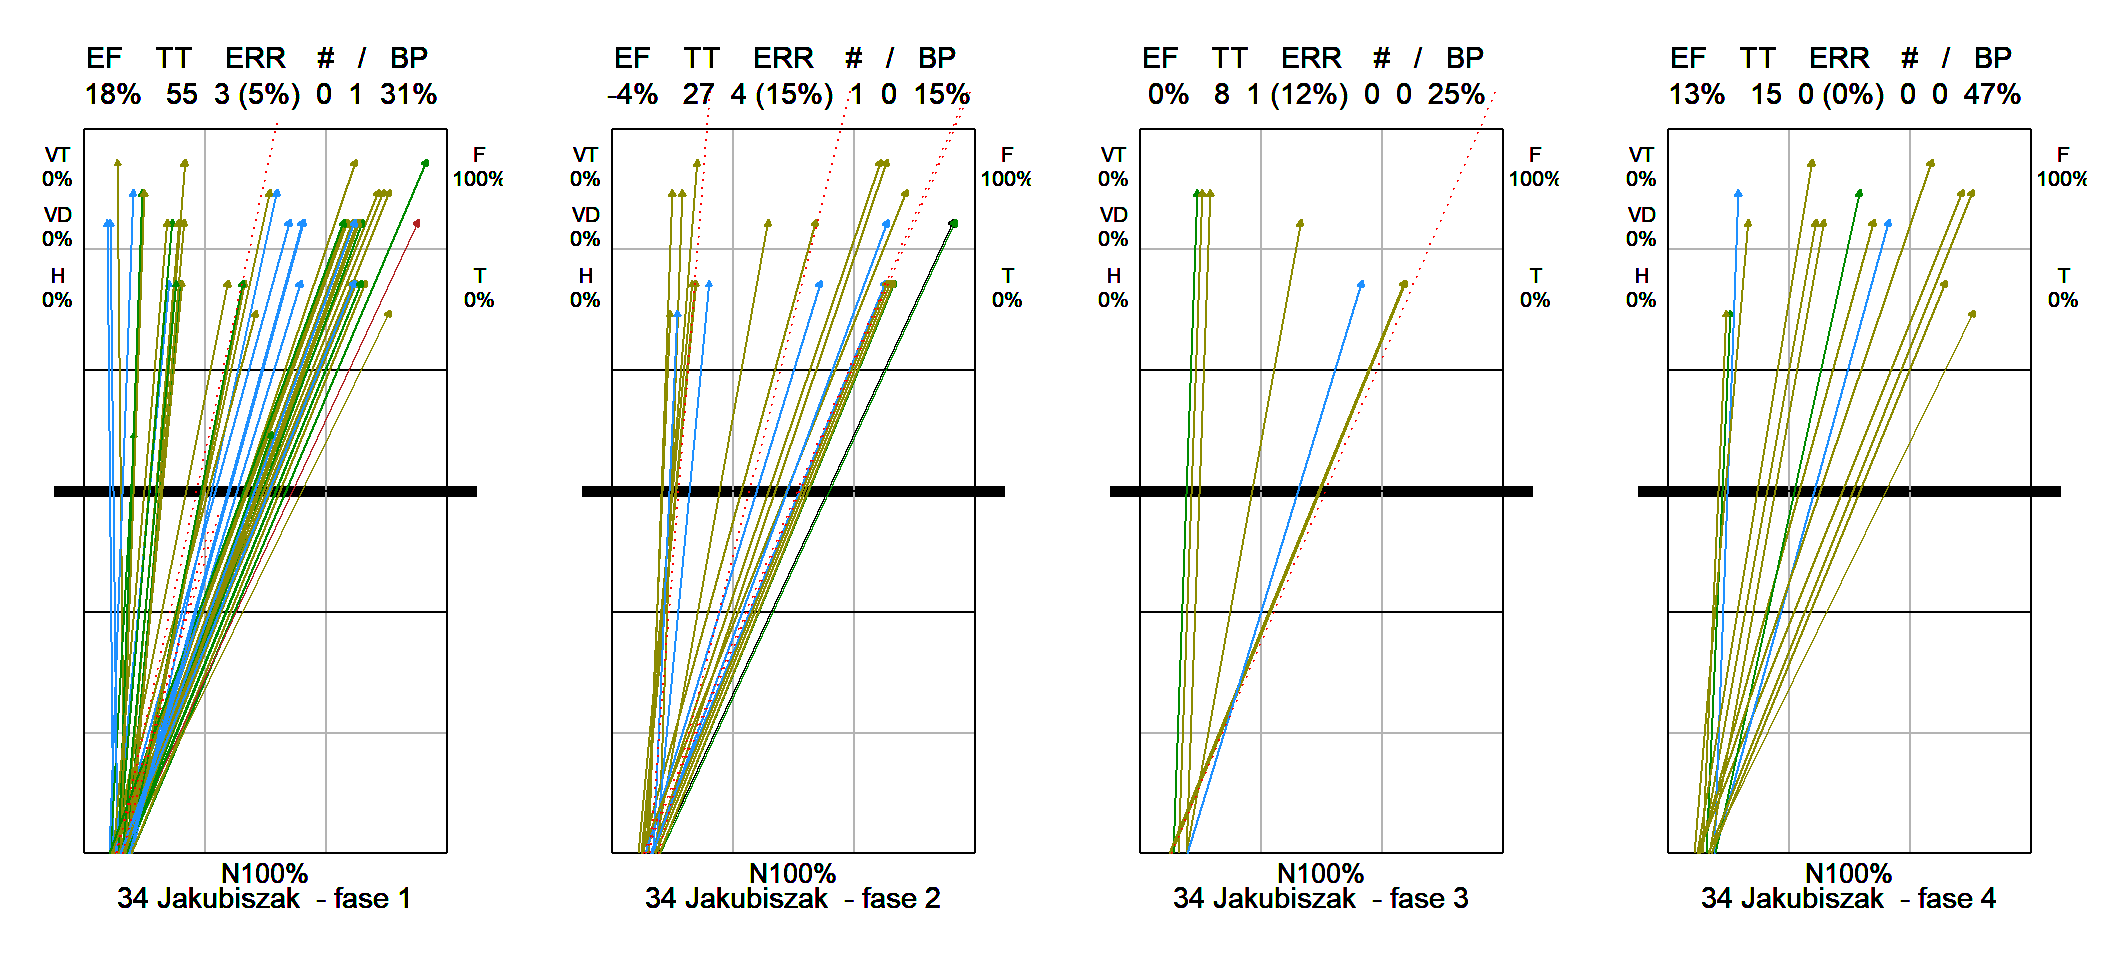 EF TT ERR # / BP
18% 55 3 (5%) 0 1 31%
VT
0%
VD
0%
H
0%
F
100%
T
0%
N100%
34 Jakubiszak - fase 1
EF TT ERR # / BP
-4% 27 4 (15%) 1 0 15%
VT
0%
VD
0%
H
0%
F
100%
T
0%
N100%
34 Jakubiszak - fase 2
EF TT ERR # / BP
0% 8 1 (12%) 0 0 25%
VT
0%
VD
0%
H
0%
F
100%
T
0%
N100%
34 Jakubiszak - fase 3
EF TT ERR # / BP
13% 15 0 (0%) 0 0 47%
VT
0%
VD
0%
H
0%
F
100%
T
0%
N100%
34 Jakubiszak - fase 4